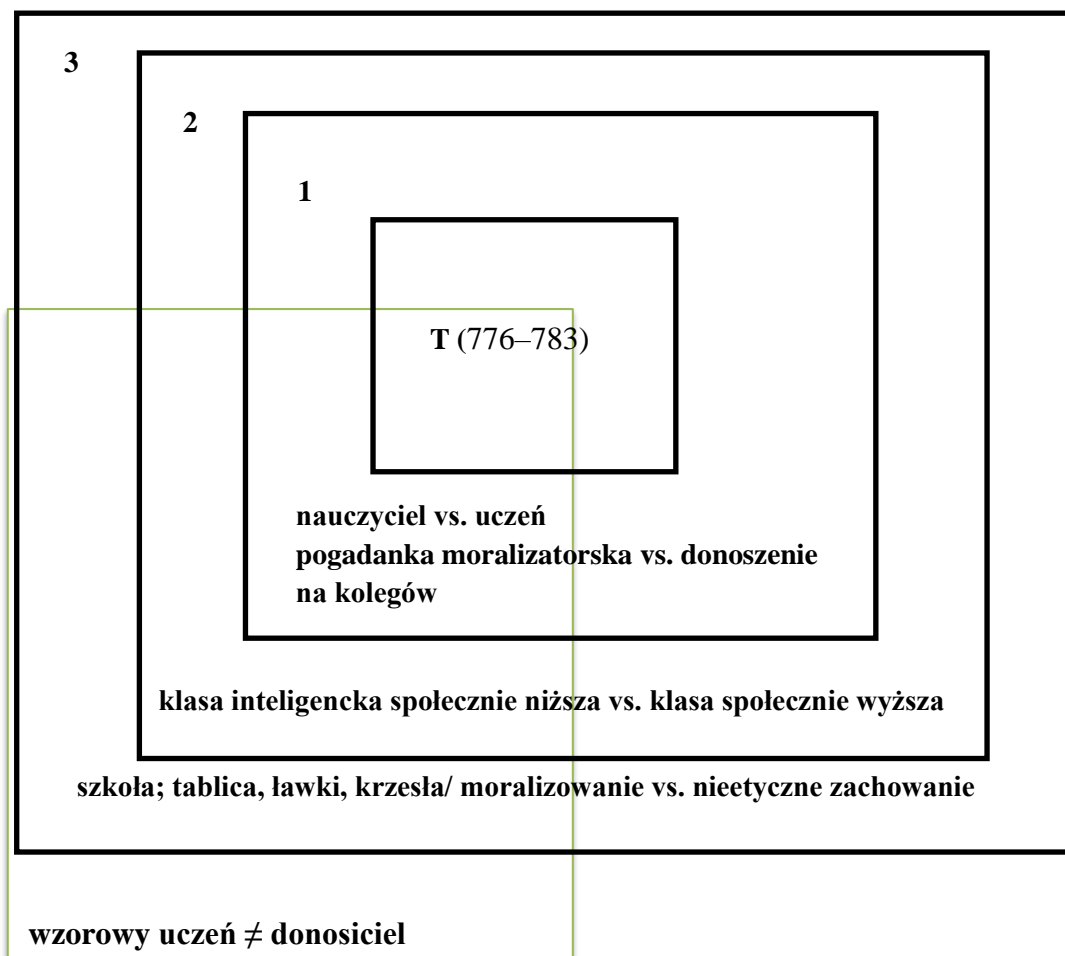 3
2
1
T (776–783)
nauczyciel vs. uczeń
pogadanka moralizatorska vs. donoszenie
na kolegów
klasa inteligencka społecznie niższa vs. klasa społecznie wyższa
szkoła; tablica, ławki, krzesła/ moralizowanie vs. nieetyczne zachowanie
wzorowy uczeń ≠ donosiciel